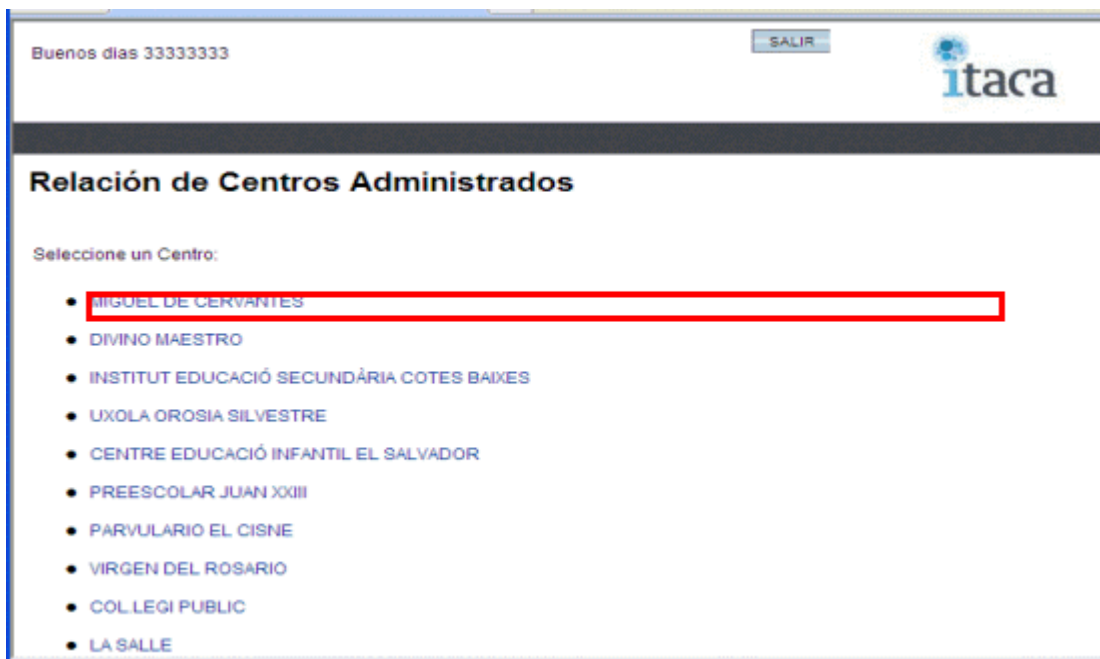 Buenos dias 33333333
SALIR
itaca
Relación de Centros Administrados
Seleccione un Centro:
MIGUEL DE CERVANTES
DIVINO MAESTRO
INSTITUT EDUCACIÓ SECUNDÀRIA COTES BAIXES
UXOLA OROSIA SILVESTRE
CENTRE EDUCACIÓ INFANTIL EL SALVADOR
PREESCOLAR JUAN XXIII
PARVULARIO EL CISNE
VIRGEN DEL ROSARIO
COL.LEGI PUBLIC
LA SALLE